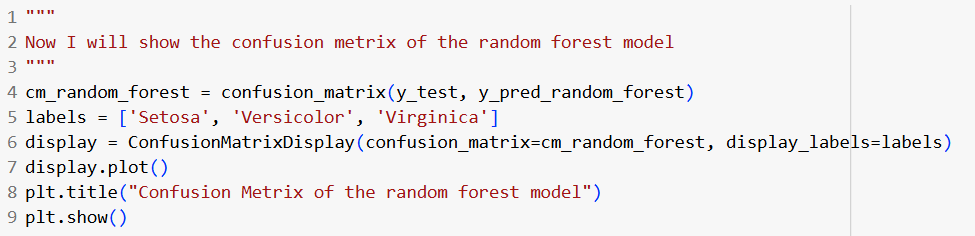 1 """
2 Now I will show the confusion metrix of the random forest model
3 """
4 cm_random_forest = confusion_matrix(y_test, y_pred_random_forest)
5 labels = ['Setosa', 'Versicolor', 'Virginica']
6 display = ConfusionMatrixDisplay(confusion_matrix=cm_random_forest, display_labels=labels)
7 display.plot()
8 plt.title("Confusion Metrix of the random forest model")
9 plt.show()